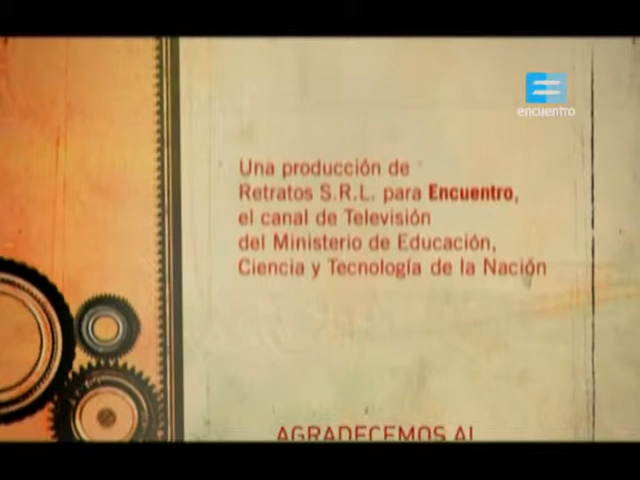 encuentro
Una producción de
Retratos S.R.L. para Encuentro,
el canal de Televisión
del Ministerio de Educación,
Ciencia y Tecnología de la Nación
AGRADECEMOS AL